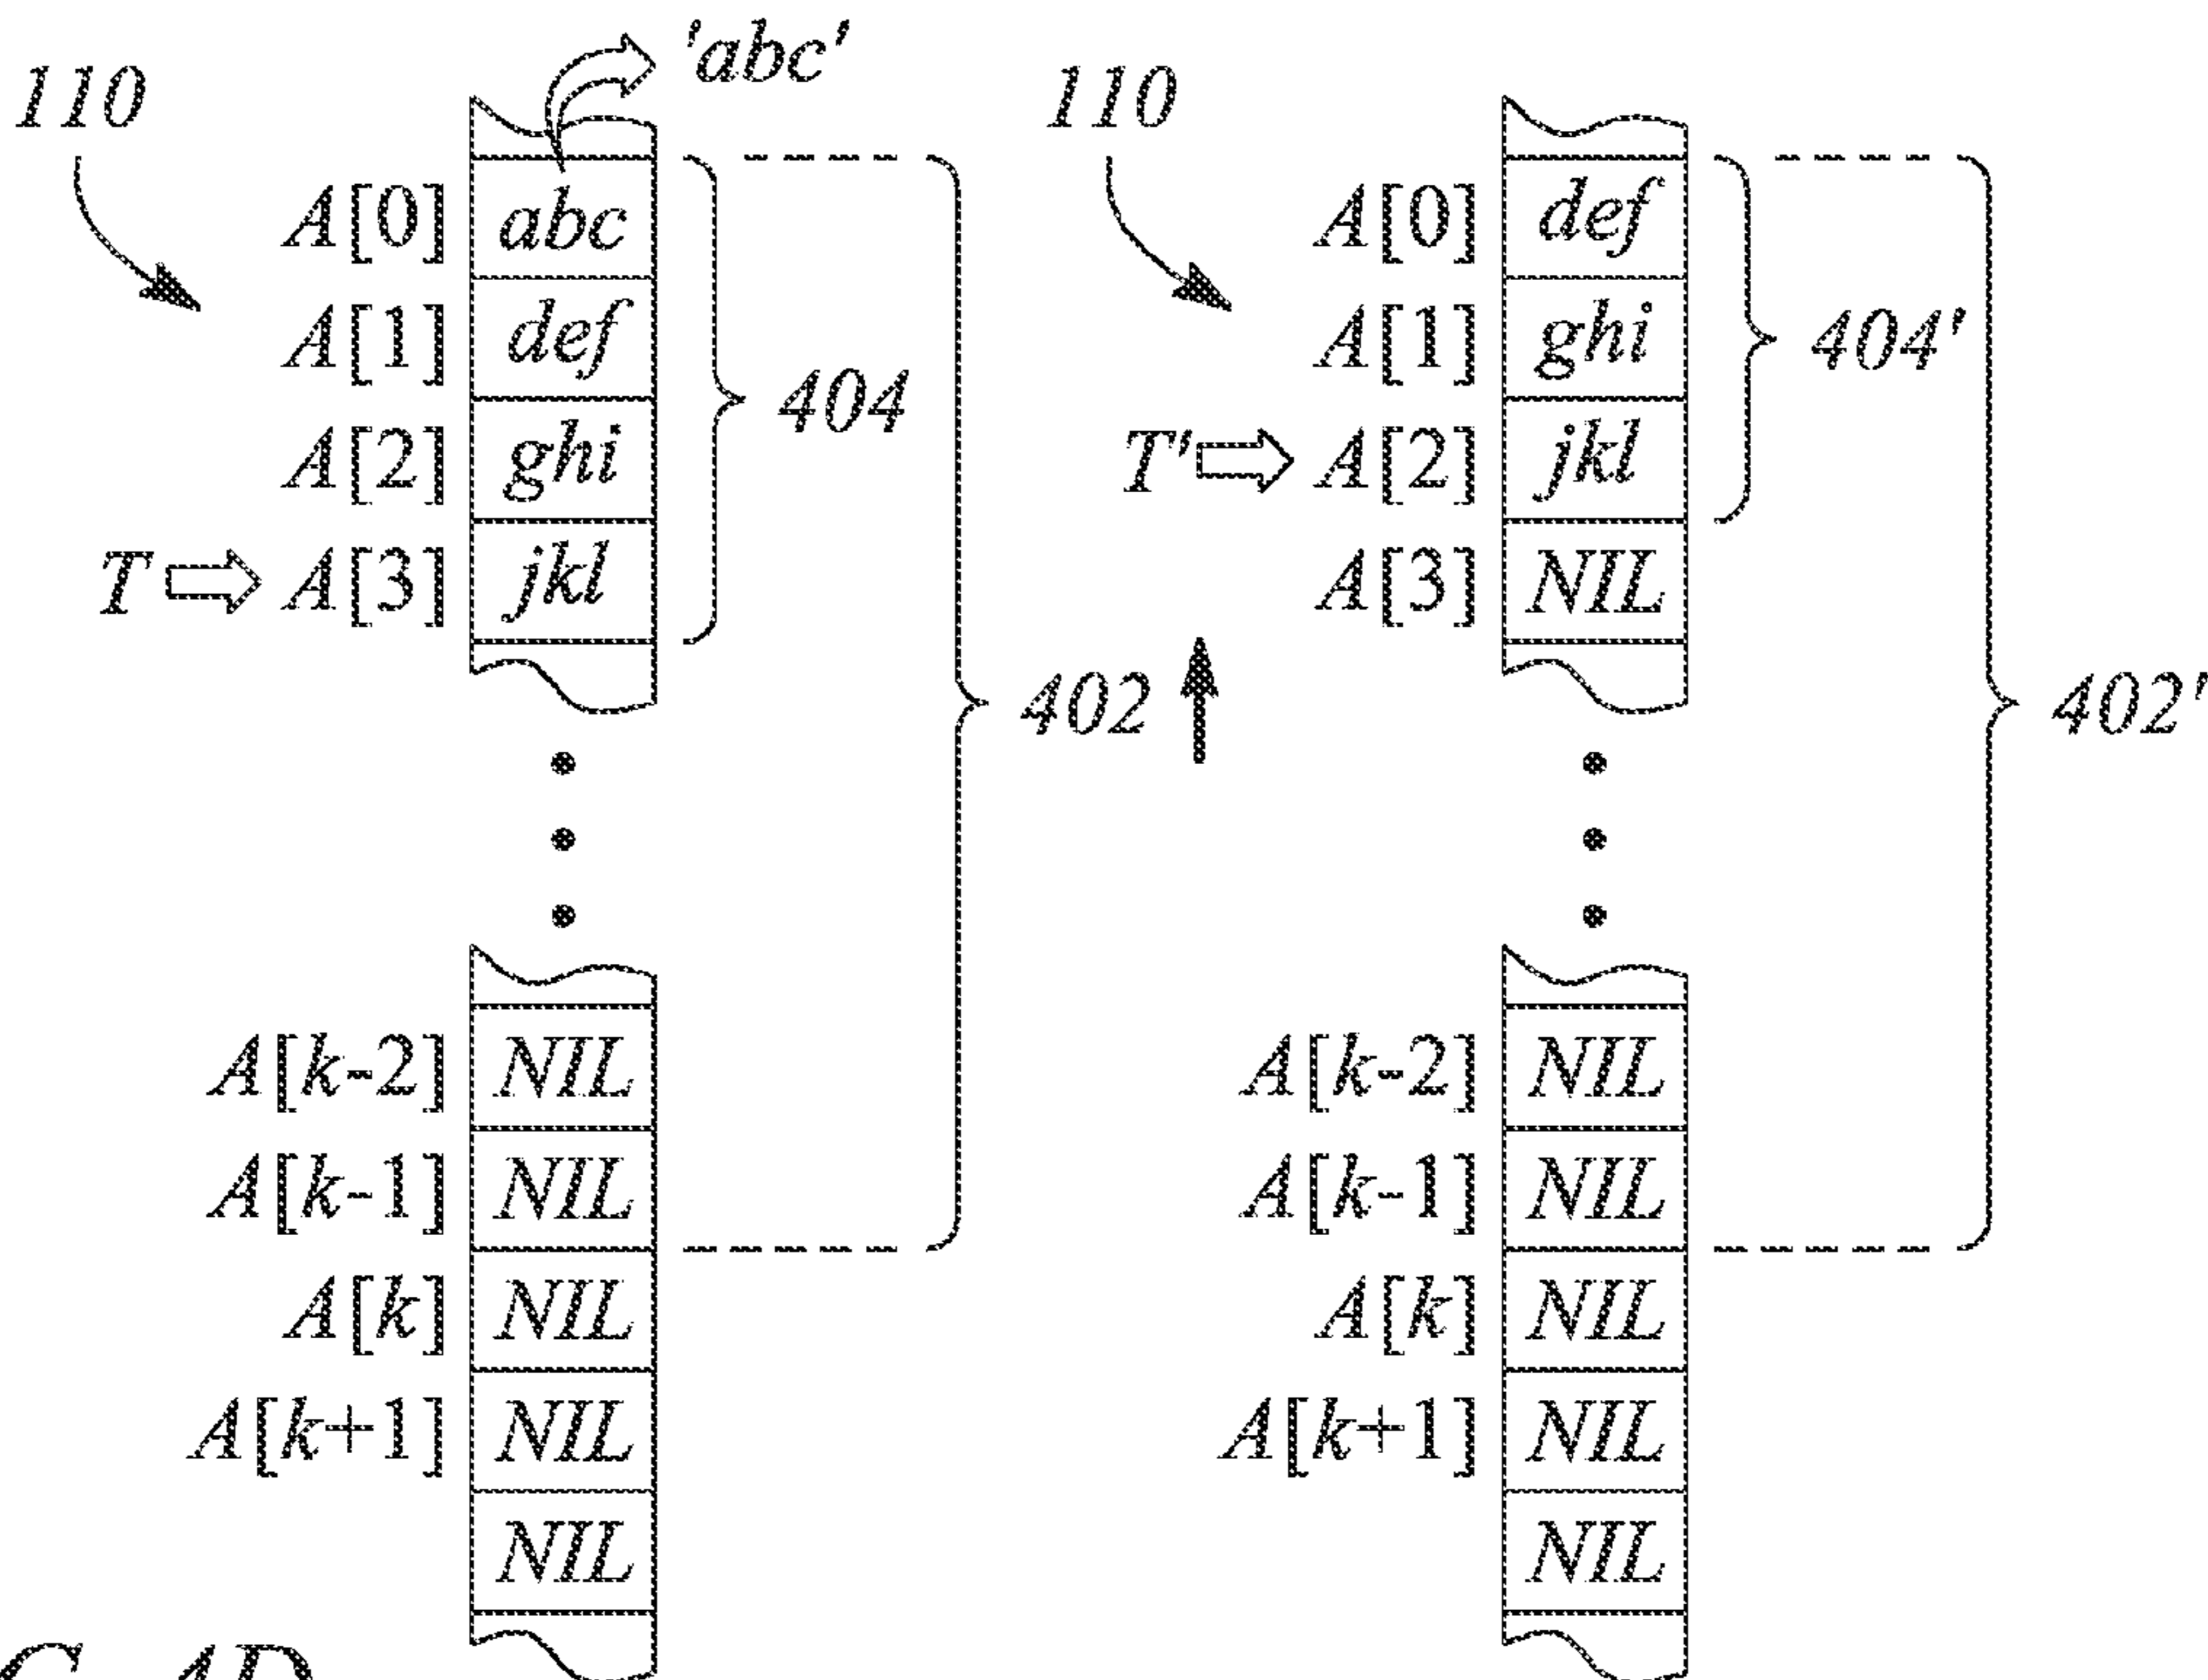 'abc'
110
A[0] abc
A[1] def
404
A[2] ghi
T A[3] jkl
402
A[k-2] NIL
A[k-1] NIL
A[k] NIL
A[k+1] NIL
NIL
110
A[0] def
A[1] ghi
404'
T' A[2] jkl
A[3] NIL
402'
A[k-2] NIL
A[k-1] NIL
A[k] NIL
A[k+1] NIL
NIL